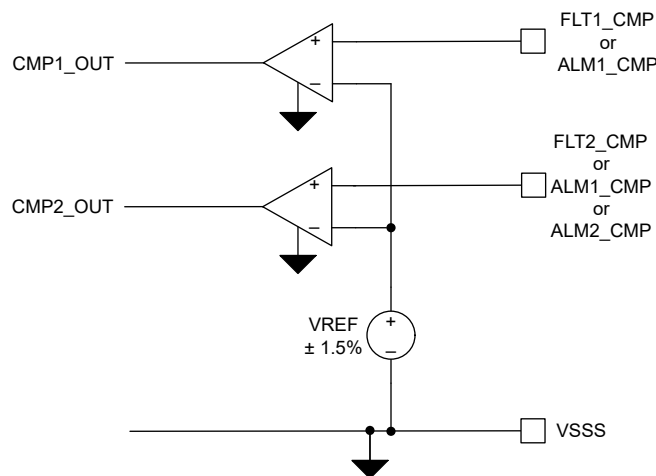 FLT1_CMP
or
ALM1_CMP
CMP1_OUT
+
–
FLT2_CMP
or
ALM1_CMP
or
ALM2_CMP
CMP2_OUT
+
–
VREF
± 1.5%
+
–
VSSS